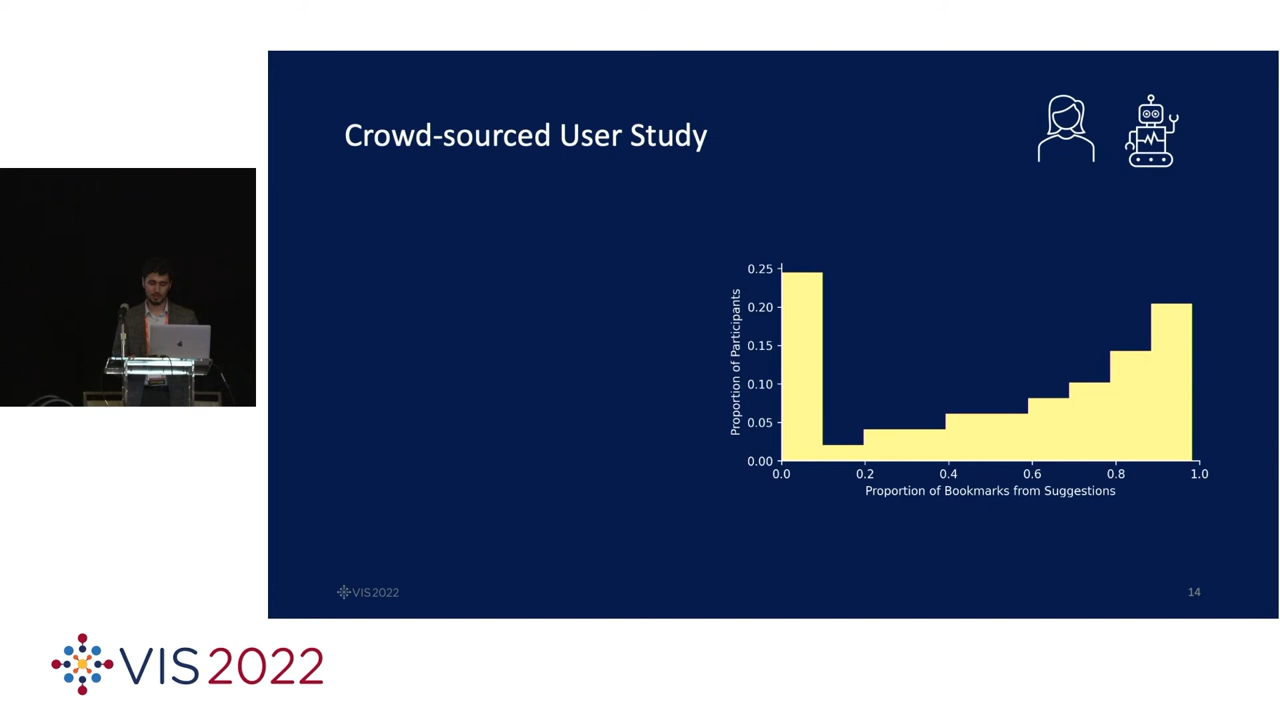 Crowd-sourced User Study
0.25
0.20
0.15
0.10
0.05
0.00
Proportion of Participants
0.0 0.2 0.4 0.6 0.8 1.0
Proportion of Bookmarks from Suggestions
VIS2022
14
VIS2022